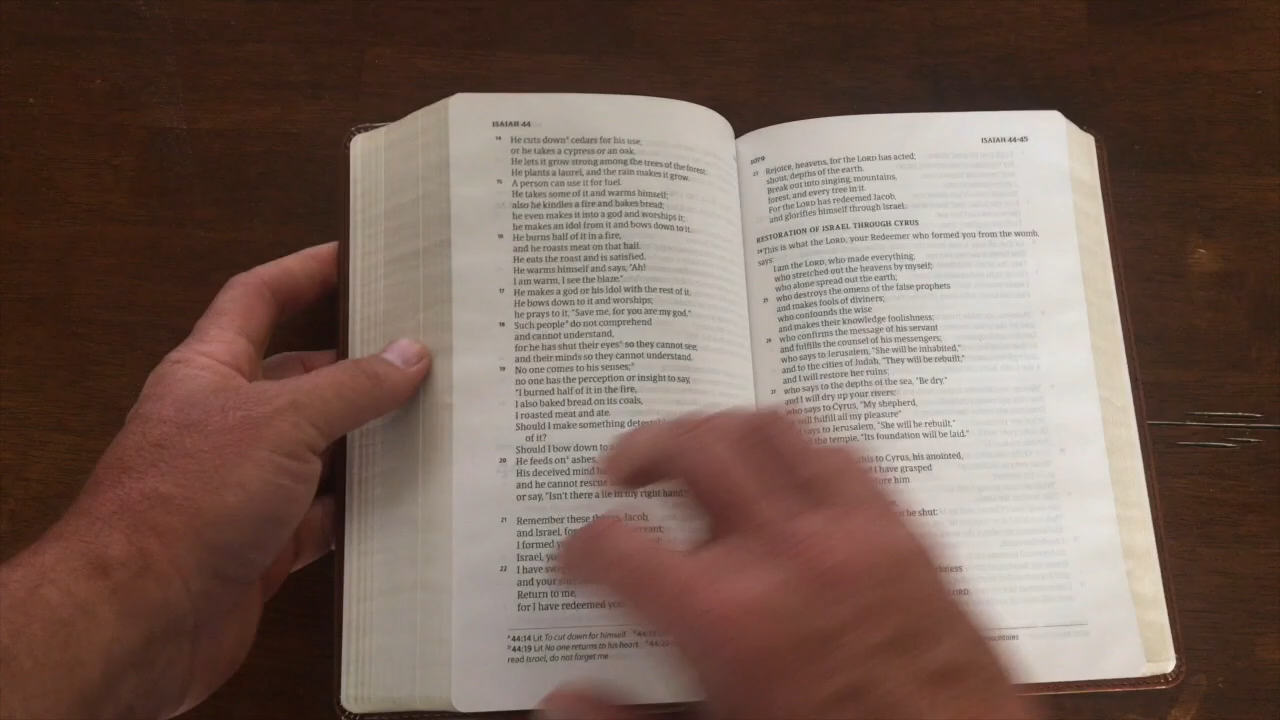 ISAIAH 44
14 He cuts down^a cedars for his use,
or he takes a cypress or an oak.
He lets it grow strong among the trees of the forest.
He plants a laurel, and the rain makes it grow.
15 A person can use it for fuel.
He takes some of it and warms himself;
also he kindles a fire and bakes bread;
he even makes it into a god and worships it;
he makes an idol from it and bows down to it.
16 He burns half of it in a fire,
and he roasts meat on that half.
He eats the roast and is satisfied.
He warms himself and says, "Ah!
I am warm, I see the blaze."
17 He makes a god or his idol with the rest of it.
He bows down to it and worships;
he prays to it, "Save me, for you are my god."
18 Such people do not comprehend
and cannot understand,
for he has shut their eyes so they cannot see,
and their minds so they cannot understand.
19 No one comes to his senses;
no one has the perception or insight to say,
"I burned half of it in the fire,
I also baked bread on its coals,
I roasted meat and ate.
Should I make something
of it?
Should I bow down to
20 He feeds on ashes.
His deceived mind
and he cannot rescue
or say, "Isn't there a lie in my right hand?"
21 Remember these things, Jacob,
and Israel, for
I formed
Israel,
22 I have
and your
Return to me,
for I have redeemed you.
44:14 Lit To cut down for himself
44:19 Lit No one returns to his heart
read Israel, do not forget me
1079
ISAIAH 44-45
23 Rejoice, heavens, for the LORD has acted;
shout, depths of the earth.
Break out into singing, mountains,
forest, and every tree in it.
For the LORD has redeemed Jacob,
and glorifies himself through Israel.
RESTORATION OF ISRAEL THROUGH CYRUS
24 This is what the LORD, your Redeemer who formed you from the womb,
says:
I am the LORD, who made everything;
who stretched out the heavens by myself;
who alone spread out the earth;
25 who destroys the omens of the false prophets
and makes fools of diviners;
who confounds the wise
and makes their knowledge foolishness;
26 who confirms the message of his servant
and fulfills the counsel of his messengers;
who says to Jerusalem, "She will be inhabited,"
and to the cities of Judah, "They will be rebuilt,"
and I will restore her ruins;
27 who says to the depths of the sea, "Be dry,"
and I will dry up your rivers;
who says to Cyrus, "My shepherd,
will fulfill all my pleasure"
says to Jerusalem, "She will be rebuilt,"
the temple, "Its foundation will be laid."
this to Cyrus, his anointed,
I have grasped
before him
be shut:
LORD